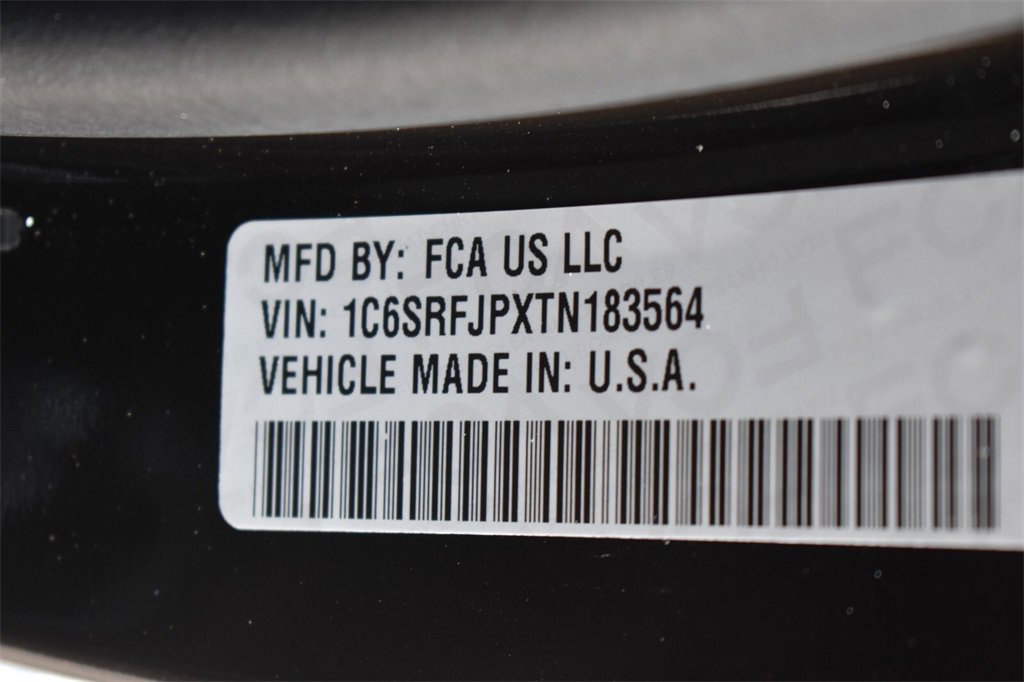 MFD BY: FCA US LLC
VIN: 1C6SRFJPXTN183564
VEHICLE MADE IN: U.S.A.